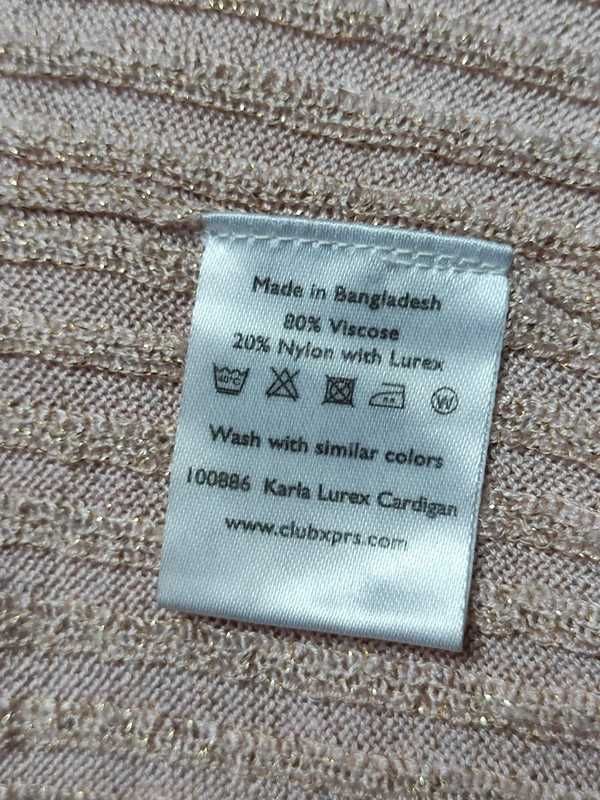 Made in Bangladesh
80% Viscose
20% Nylon with Lurex
40°C W
Wash with similar colors
100886 Karla Lurex Cardigan
www.clubxprs.com